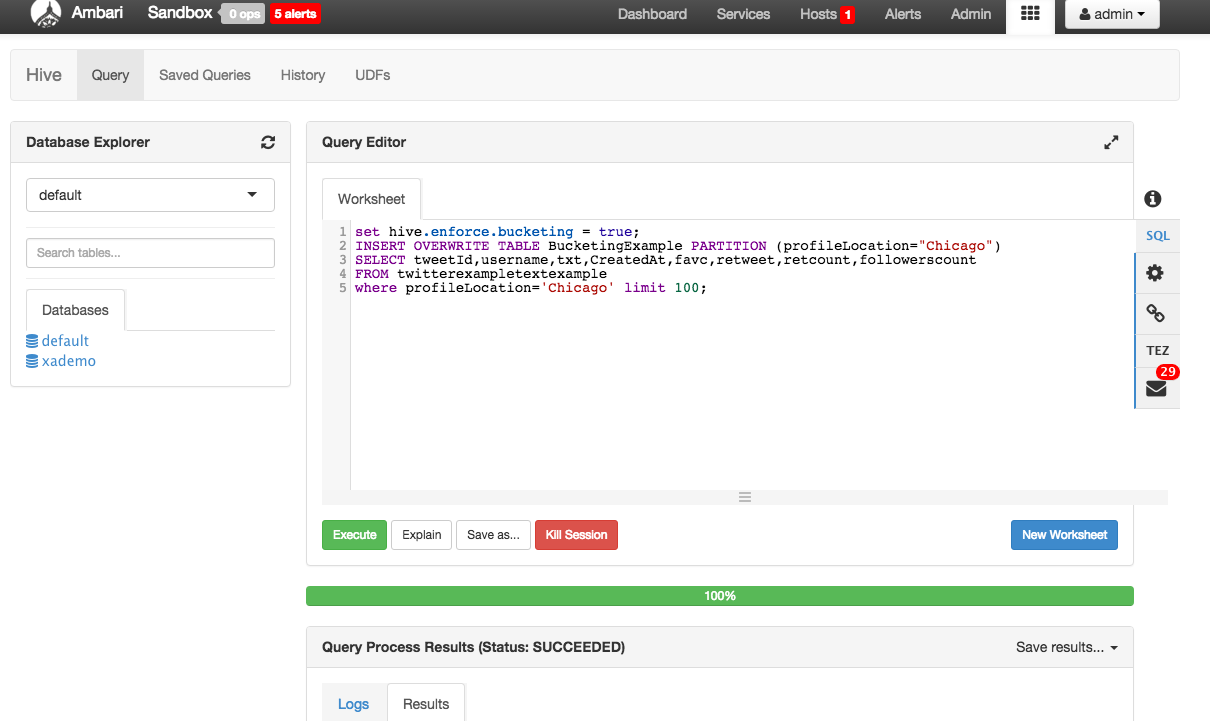 Ambari Sandbox 0 ops 5 alerts Dashboard Services Hosts 1 Alerts Admin admin
Hive Query Saved Queries History UDFs
Database Explorer
default
Search tables...
Databases
default
xademo
Query Editor
Worksheet
1 set hive.enforce.bucketing = true;
2 INSERT OVERWRITE TABLE BucketingExample PARTITION (profileLocation="Chicago")
3 SELECT tweetId,username,txt,CreatedAt,favc,retweet,retcount,followerscount
4 FROM twitterexampletextexample
5 where profileLocation='Chicago' limit 100;
SQL
TEZ
29
Execute Explain Save as... Kill Session New Worksheet
100%
Query Process Results (Status: SUCCEEDED) Save results...
Logs Results